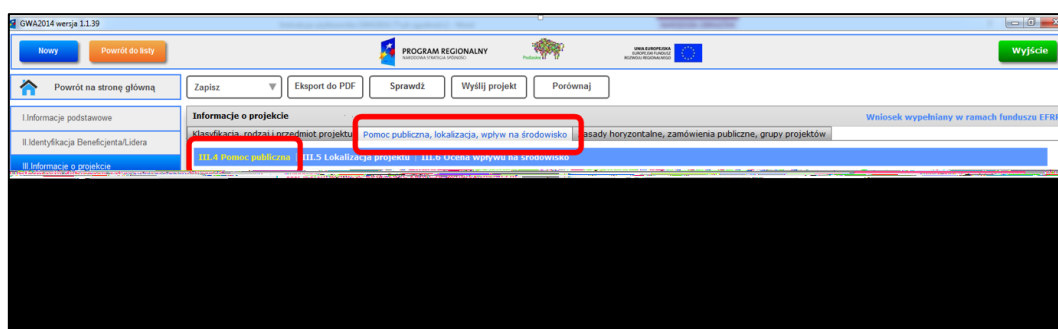 GWA2014 wersja 1.1.39
Nowy
Powrót do listy
PROGRAM REGIONALNY
NARODOWA STRATEGIA SPÓJNOŚCI
Podlaskie
UNIA EUROPEJSKA
EUROPEJSKI FUNDUSZ
ROZWOJU REGIONALNEGO
Wyjście
Powrót na stronę główną
Zapisz Eksport do PDF Sprawdź Wyślij projekt Porównaj
I.Informacje podstawowe
II.Identyfikacja Beneficjenta/Lidera
III.Informacje o projekcie
Informacje o projekcie
Wniosek wypełniany w ramach funduszu EFRR
Klasyfikacja, rodzaj i przedmiot projektu Pomoc publiczna, lokalizacja, wpływ na środowisko zasady horyzontalne, zamówienia publiczne, grupy projektów
III.4 Pomoc publiczna III.5 Lokalizacja projektu III.6 Ocena wpływu na środowisko